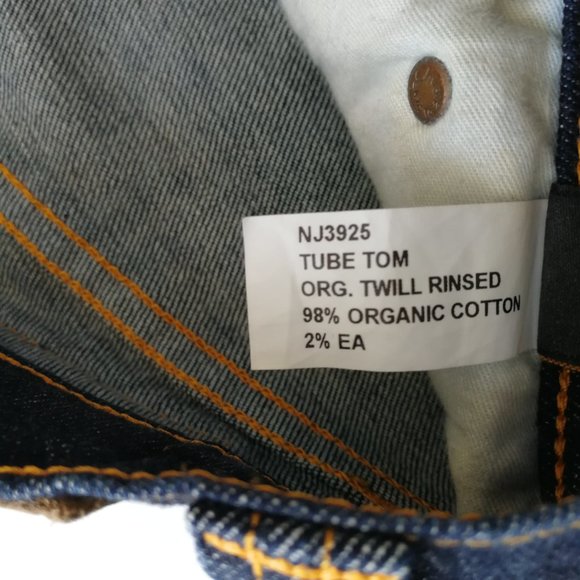 NJ3925
TUBE TOM
ORG. TWILL RINSED
98% ORGANIC COTTON
2% EA